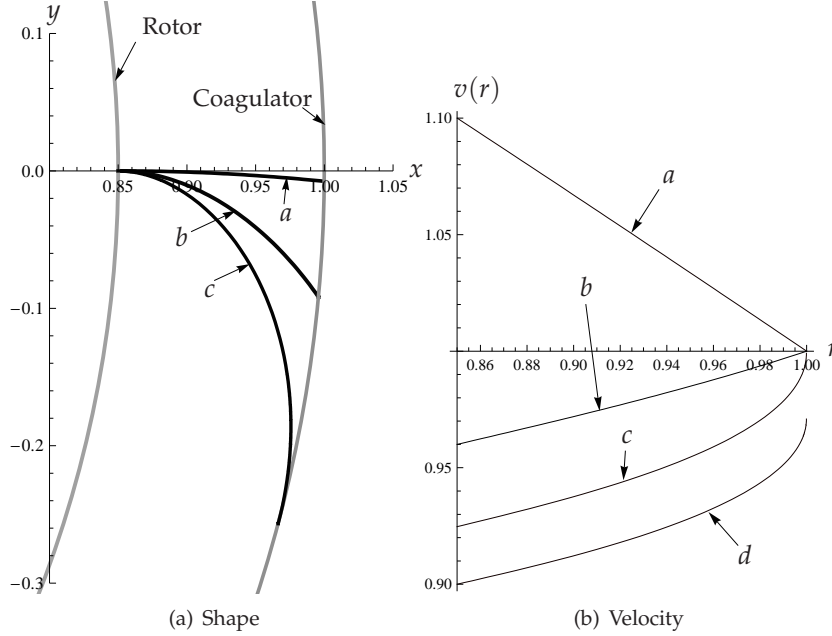 y
0.1
Rotor
Coagulator
0.0
x
0.85
0.90
0.95
1.00
1.05
a
b
c
−0.1
−0.2
−0.3
(a) Shape
v(r)
1.10
a
1.05
b
r
0.86
0.88
0.90
0.92
0.94
0.96
0.98
1.00
c
0.95
d
0.90
(b) Velocity